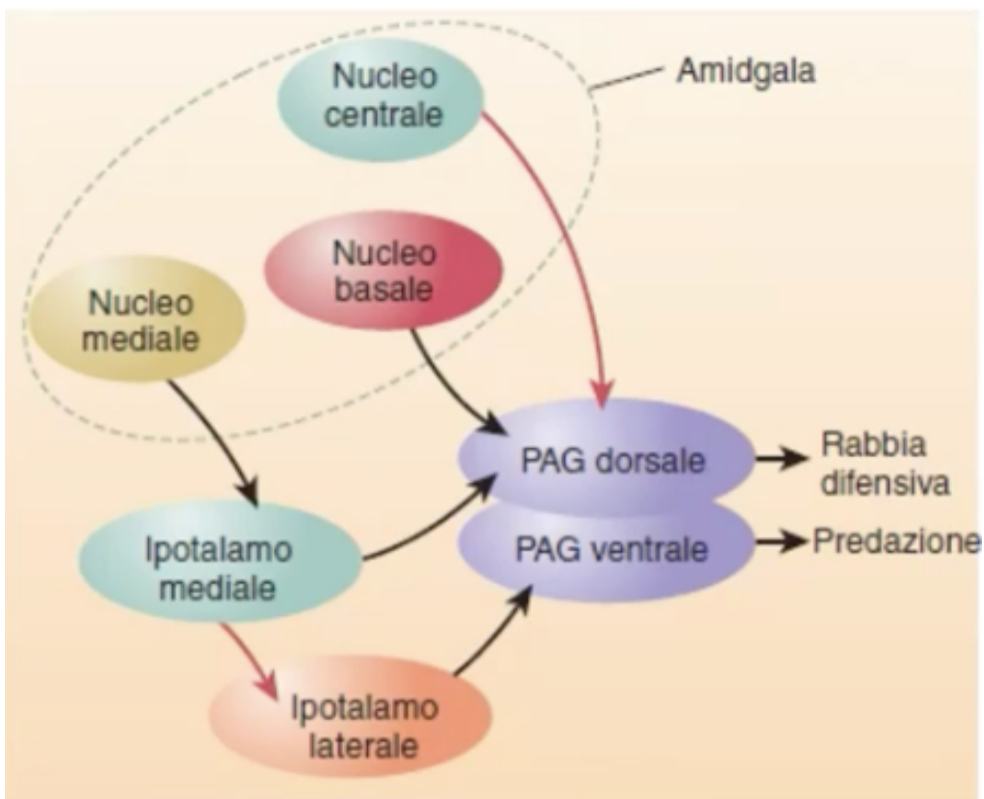 Nucleo
centrale
Amidgala
Nucleo
basale
Nucleo
mediale
PAG dorsale
Rabbia
difensiva
Ipotalamo
mediale
PAG ventrale
Predazione
Ipotalamo
laterale